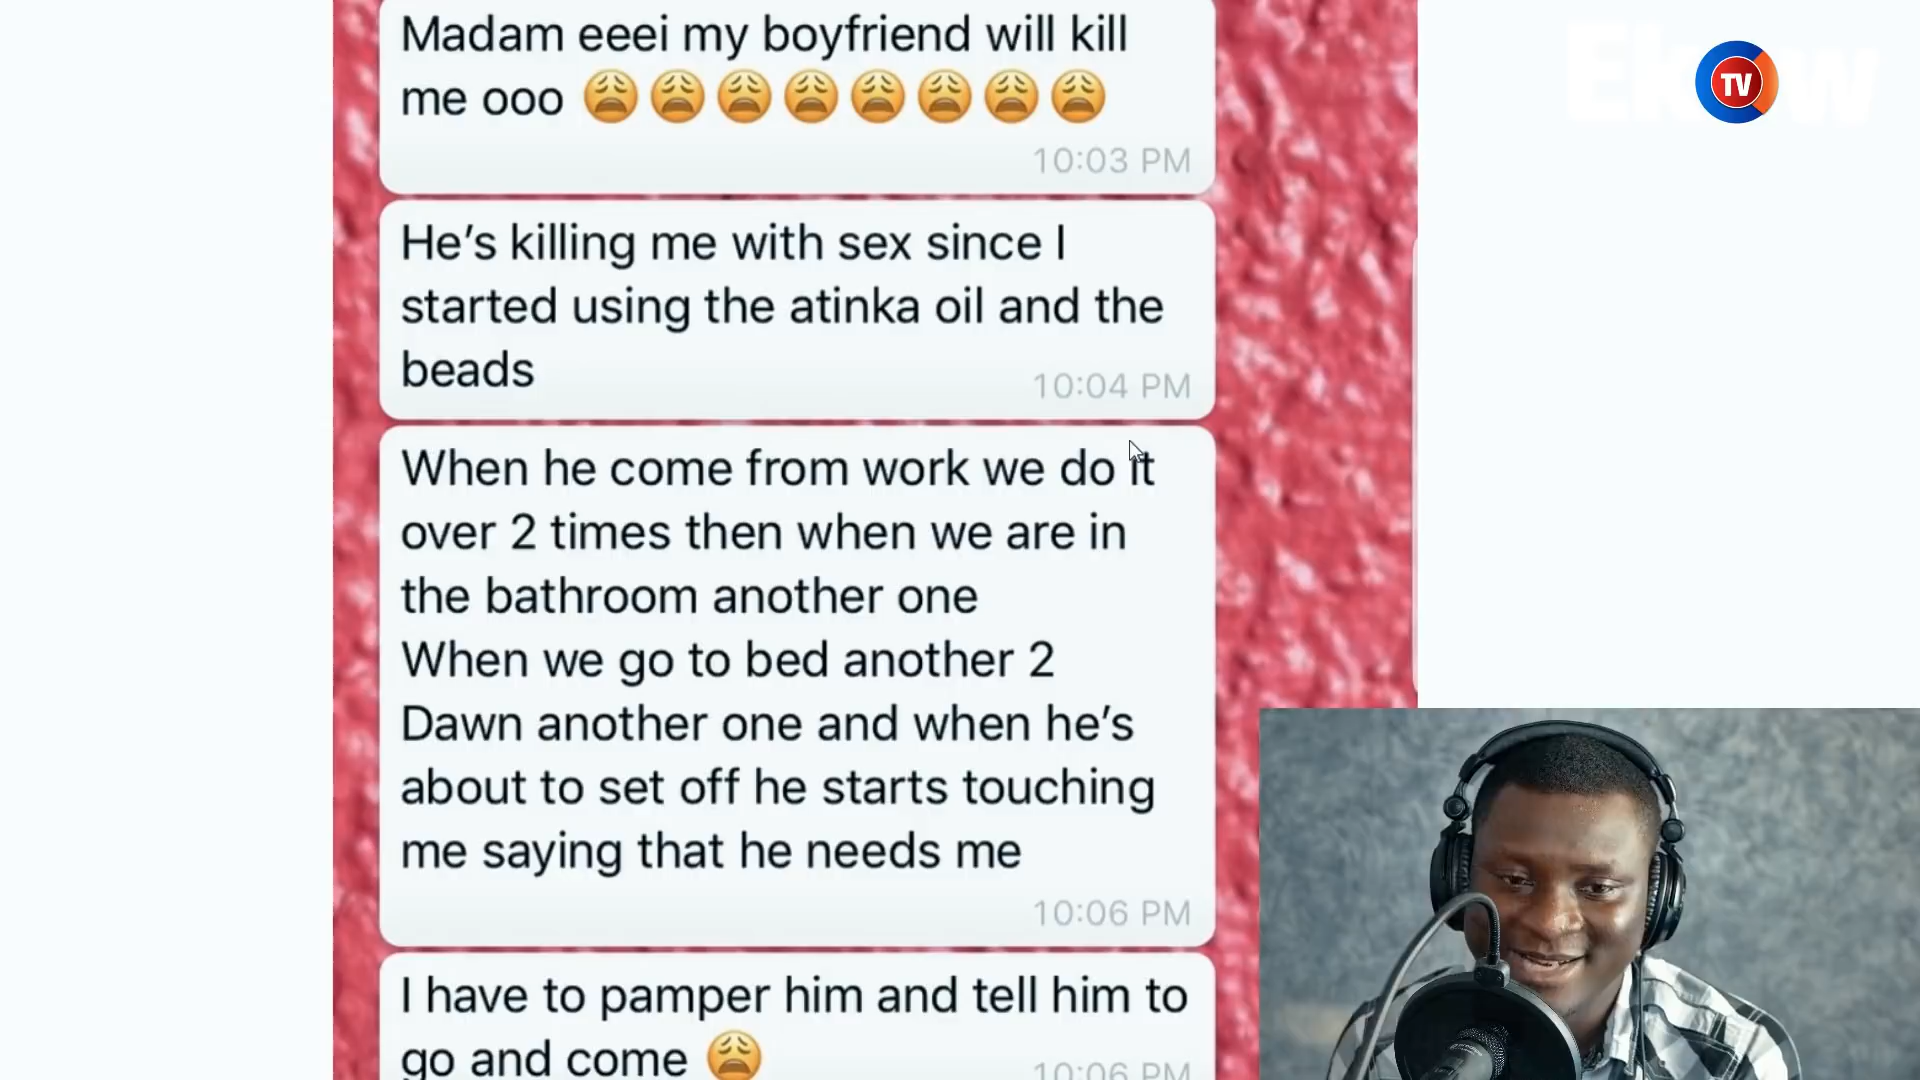 Madam eeei my boyfriend will kill
me ooo 😩😩😩😩😩😩😩😩
10:03 PM
He’s killing me with sex since I
started using the atinka oil and the
beads
10:04 PM
When he come from work we do it
over 2 times then when we are in
the bathroom another one
When we go to bed another 2
Dawn another one and when he’s
about to set off he starts touching
me saying that he needs me
10:06 PM
I have to pamper him and tell him to
go and come 😩
10:06 PM
TV